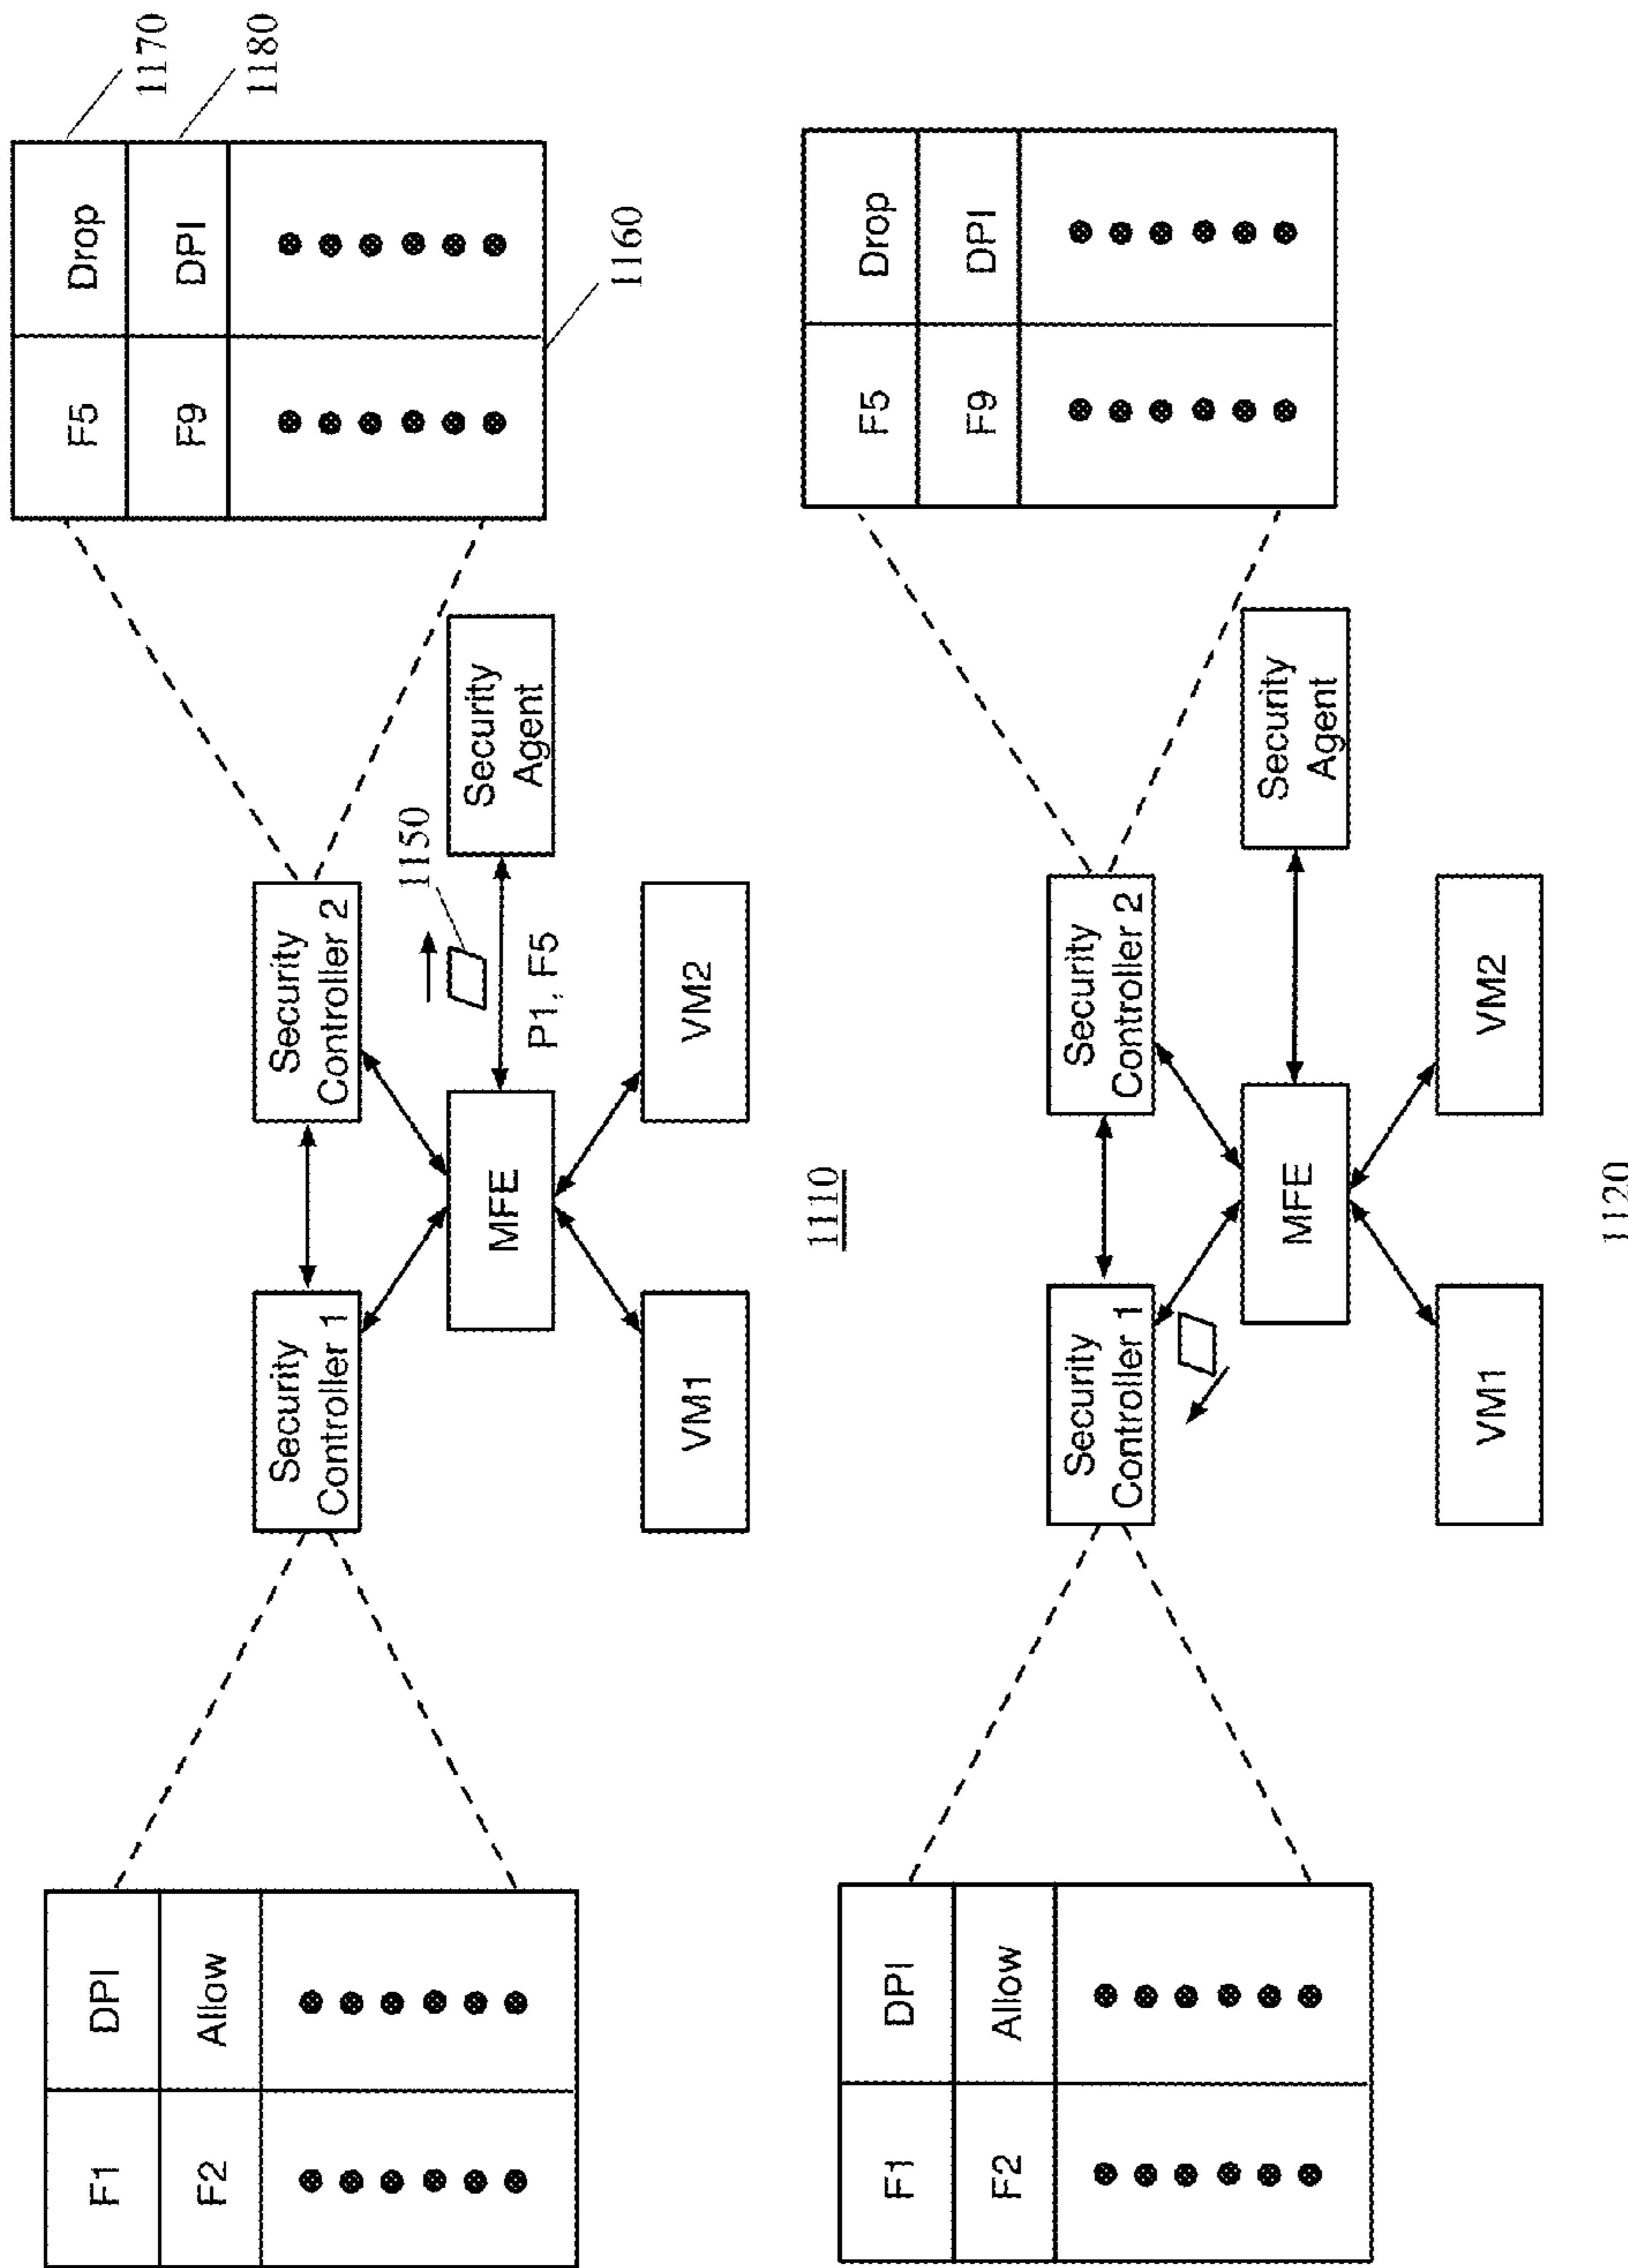 F1
DPI
F2
Allow
Security
Controller 1
Security
Controller 2
MFE
VM1
VM2
Security
Agent
1150
P1, F5
F5
Drop
F9
DPI
1170
1180
1160
1110
F1
DPI
F2
Allow
Security
Controller 1
Security
Controller 2
MFE
VM1
VM2
Security
Agent
F5
Drop
F9
DPI
1120